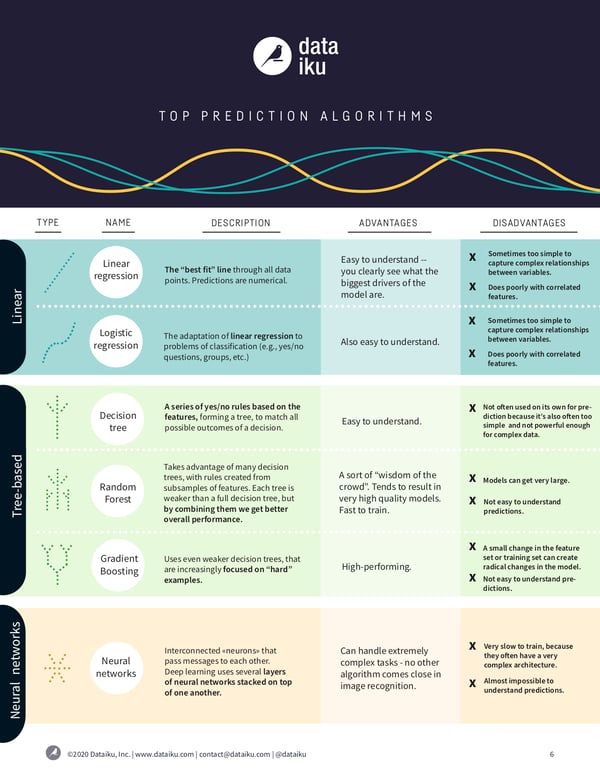 data
iku
TOP PREDICTION ALGORITHMS
TYPE NAME DESCRIPTION ADVANTAGES DISADVANTAGES
Linear
Linear
regression
The “best fit” line through all data
points. Predictions are numerical.
Easy to understand --
you clearly see what the
biggest drivers of the
model are.
X Sometimes too simple to
capture complex relationships
between variables.
X Does poorly with correlated
features.
Logistic
regression
The adaptation of linear regression to
problems of classification (e.g., yes/no
questions, groups, etc.)
Also easy to understand.
X Sometimes too simple to
capture complex relationships
between variables.
X Does poorly with correlated
features.
Tree-based
Decision
tree
A series of yes/no rules based on the
features, forming a tree, to match all
possible outcomes of a decision.
Easy to understand.
X Not often used on its own for pre-
diction because it's also often too
simple and not powerful enough
for complex data.
Random
Forest
Takes advantage of many decision
trees, with rules created from
subsamples of features. Each tree is
weaker than a full decision tree, but
by combining them we get better
overall performance.
A sort of “wisdom of the
crowd”. Tends to result in
very high quality models.
Fast to train.
X Models can get very large.
X Not easy to understand
predictions.
Gradient
Boosting
Uses even weaker decision trees, that
are increasingly focused on “hard”
examples.
High-performing.
X A small change in the feature
set or training set can create
radical changes in the model.
X Not easy to understand pre-
dictions.
Neural networks
Neural
networks
Interconnected «neurons» that
pass messages to each other.
Deep learning uses several layers
of neural networks stacked on top
of one another.
Can handle extremely
complex tasks - no other
algorithm comes close in
image recognition.
X Very slow to train, because
they often have a very
complex architecture.
X Almost impossible to
understand predictions.
©2020 Dataiku, Inc. | www.dataiku.com | contact@dataiku.com | @dataiku
6